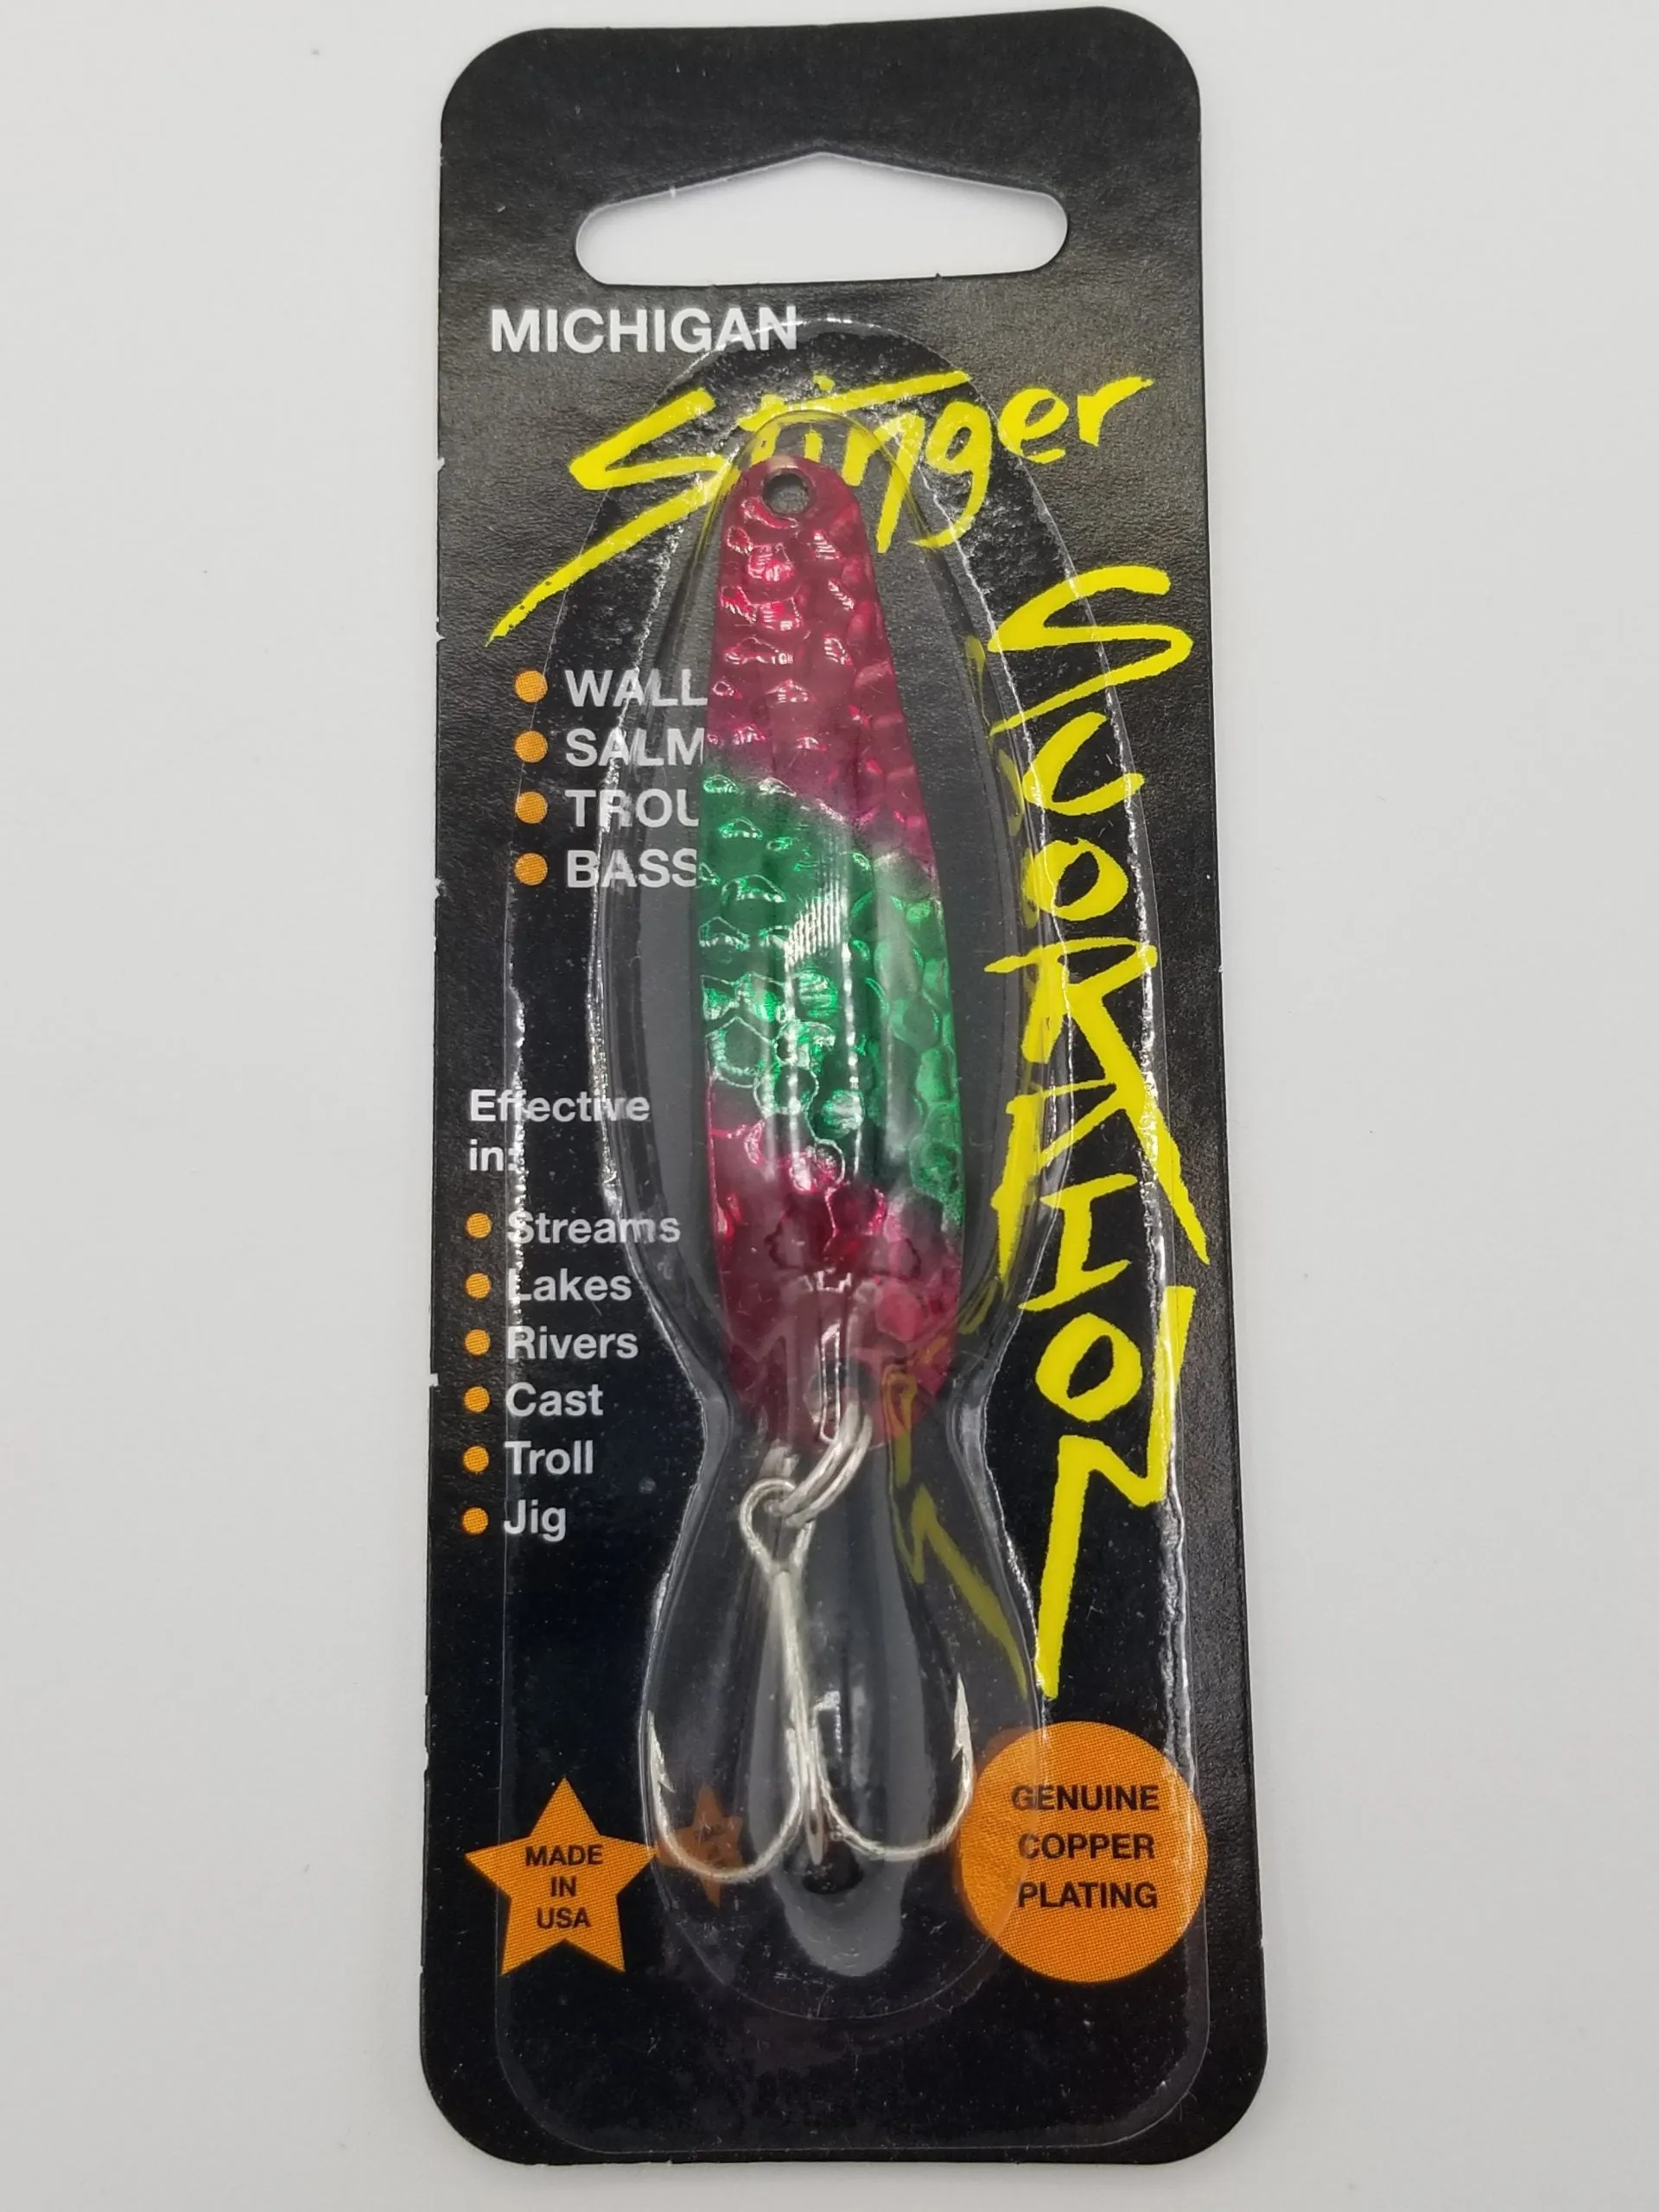 MICHIGAN
Stinger
SCORPION
WALL
SALM
TROU
BASS
Effective
in:
Streams
Lakes
Rivers
Cast
Troll
Jig
MADE
IN
USA
GENUINE
COPPER
PLATING